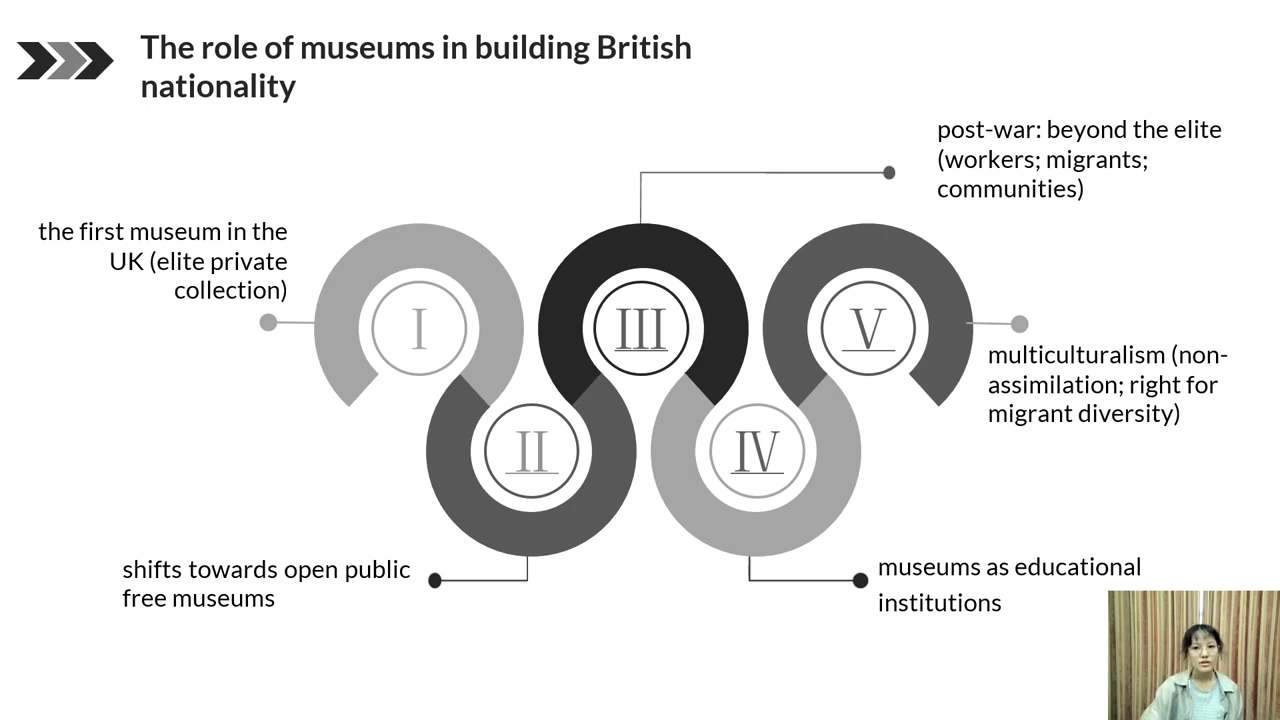 The role of museums in building British
nationality
post-war: beyond the elite
(workers; migrants;
communities)
the first museum in the
UK (elite private
collection)
I
III
V
multiculturalism (non-
assimilation; right for
migrant diversity)
II
IV
shifts towards open public
free museums
museums as educational
institutions